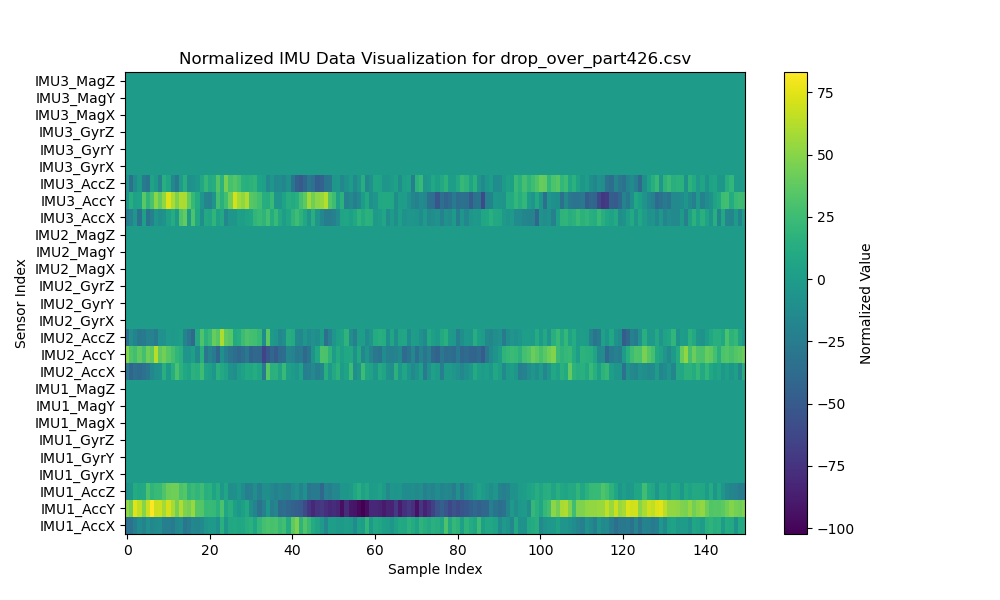 Normalized IMU Data Visualization for drop_over_part426.csv
IMU3_MagZ
IMU3_MagY
IMU3_MagX
IMU3_GyrZ
IMU3_GyrY
IMU3_GyrX
IMU3_AccZ
IMU3_AccY
IMU3_AccX
IMU2_MagZ
IMU2_MagY
IMU2_MagX
IMU2_GyrZ
IMU2_GyrY
IMU2_GyrX
IMU2_AccZ
IMU2_AccY
IMU2_AccX
IMU1_MagZ
IMU1_MagY
IMU1_MagX
IMU1_GyrZ
IMU1_GyrY
IMU1_GyrX
IMU1_AccZ
IMU1_AccY
IMU1_AccX
Sensor Index
0 20 40 60 80 100 120 140
Sample Index
75
50
25
0
−25
−50
−75
−100
Normalized Value